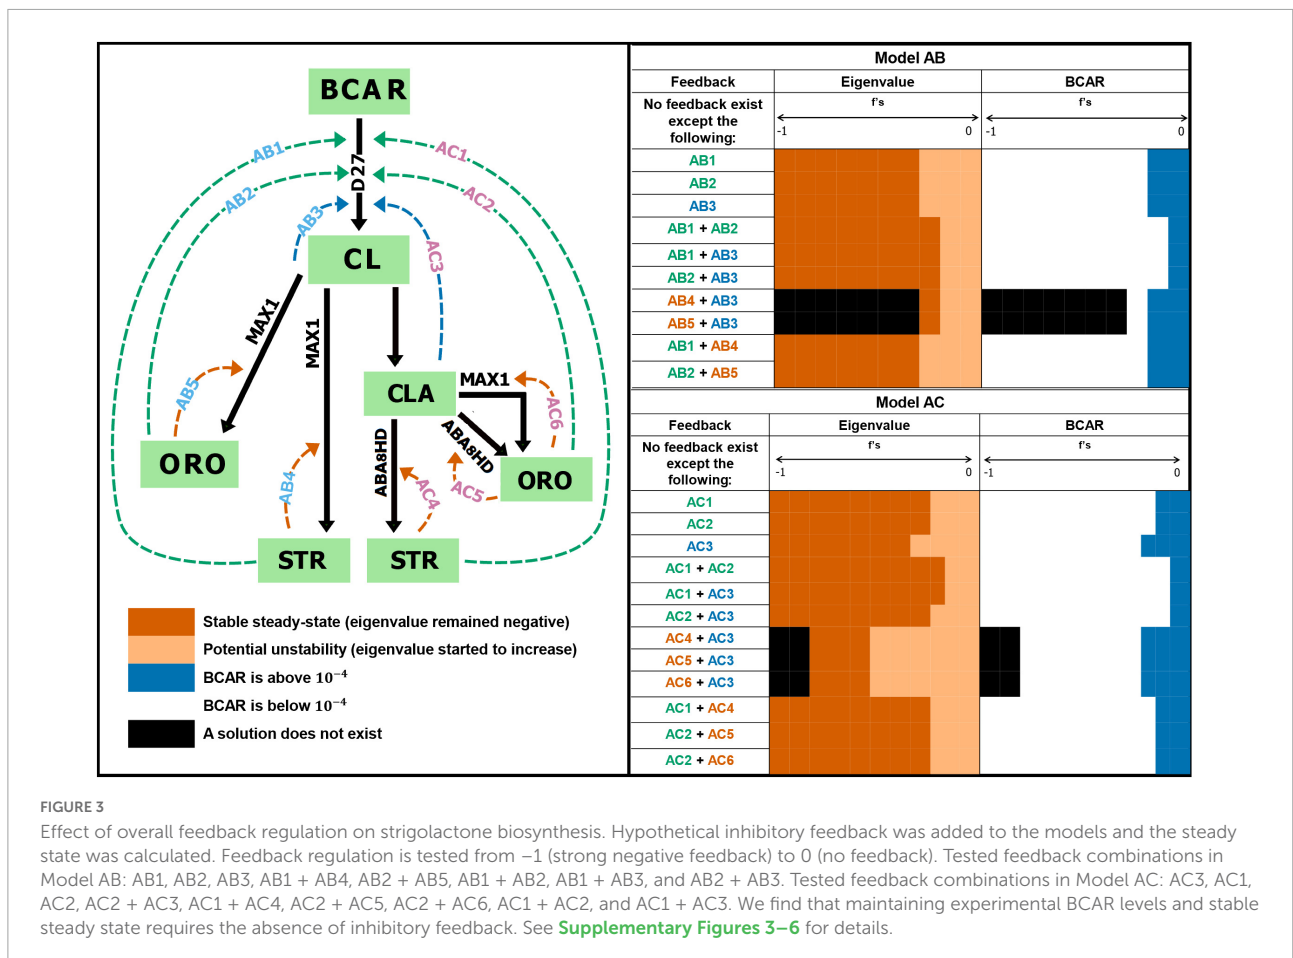 BCAR
AB1
AC1
D27
AB2
AC2
AB3
AC3
CL
MAX1
MAX1
CLA
MAX1
AB5
AC6
ABA8HD
ABA8HD
ORO
ORO
AB4
AC4
AC5
STR
STR
Stable steady-state (eigenvalue remained negative)
Potential unstability (eigenvalue started to increase)
BCAR is above 10⁻⁴
BCAR is below 10⁻⁴
A solution does not exist
Model AB
Feedback Eigenvalue BCAR
No feedback exist except the following:
f's f's
-1 0 -1 0
AB1
AB2
AB3
AB1 + AB2
AB1 + AB3
AB2 + AB3
AB4 + AB3
AB5 + AB3
AB1 + AB4
AB2 + AB5
Model AC
Feedback Eigenvalue BCAR
No feedback exist except the following:
f's f's
-1 0 -1 0
AC1
AC2
AC3
AC1 + AC2
AC1 + AC3
AC2 + AC3
AC4 + AC3
AC5 + AC3
AC6 + AC3
AC1 + AC4
AC2 + AC5
AC2 + AC6
FIGURE 3
Effect of overall feedback regulation on strigolactone biosynthesis. Hypothetical inhibitory feedback was added to the models and the steady
state was calculated. Feedback regulation is tested from −1 (strong negative feedback) to 0 (no feedback). Tested feedback combinations in
Model AB: AB1, AB2, AB3, AB1 + AB4, AB2 + AB5, AB1 + AB2, AB1 + AB3, and AB2 + AB3. Tested feedback combinations in Model AC: AC3, AC1,
AC2, AC2 + AC3, AC1 + AC4, AC2 + AC5, AC2 + AC6, AC1 + AC2, and AC1 + AC3. We find that maintaining experimental BCAR levels and stable
steady state requires the absence of inhibitory feedback. See Supplementary Figures 3–6 for details.